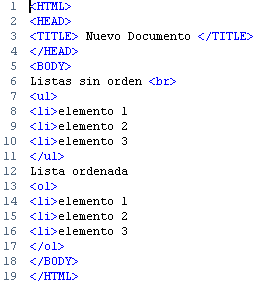 1 <HTML>
2 <HEAD>
3 <TITLE> Nuevo Documento </TITLE>
4 </HEAD>
5 <BODY>
6 Listas sin orden <br>
7 <ul>
8 <li>elemento 1
9 <li>elemento 2
10 <li>elemento 3
11 </ul>
12 Lista ordenada
13 <ol>
14 <li>elemento 1
15 <li>elemento 2
16 <li>elemento 3
17 </ol>
18 </BODY>
19 </HTML>